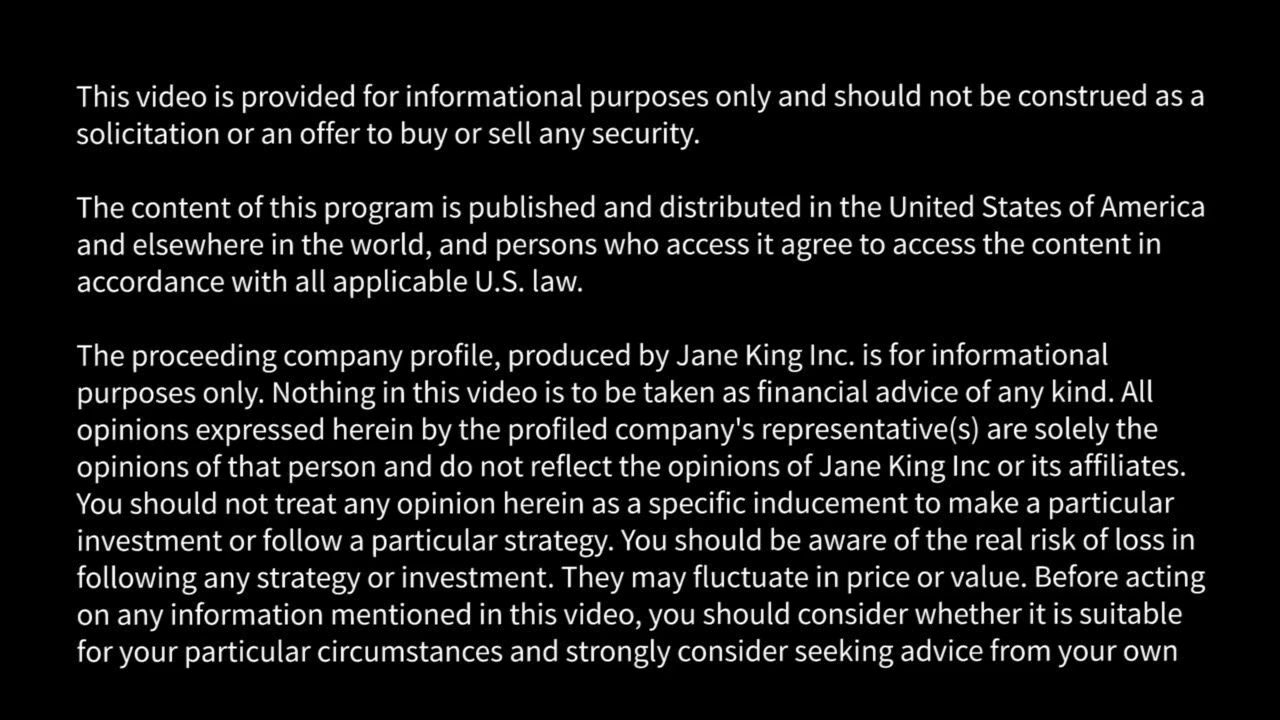 This video is provided for informational purposes only and should not be construed as a
solicitation or an offer to buy or sell any security.
The content of this program is published and distributed in the United States of America
and elsewhere in the world, and persons who access it agree to access the content in
accordance with all applicable U.S. law.
The proceeding company profile, produced by Jane King Inc. is for informational
purposes only. Nothing in this video is to be taken as financial advice of any kind. All
opinions expressed herein by the profiled company's representative(s) are solely the
opinions of that person and do not reflect the opinions of Jane King Inc or its affiliates.
You should not treat any opinion herein as a specific inducement to make a particular
investment or follow a particular strategy. You should be aware of the real risk of loss in
following any strategy or investment. They may fluctuate in price or value. Before acting
on any information mentioned in this video, you should consider whether it is suitable
for your particular circumstances and strongly consider seeking advice from your own